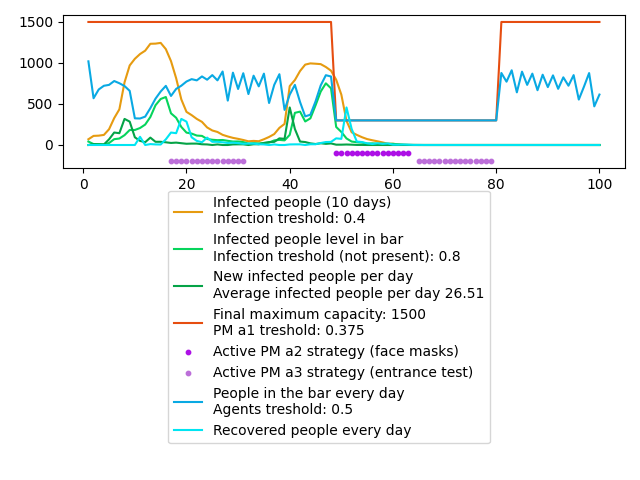 1500
1000
500
0
0
20
40
60
80
100
Infected people (10 days)
Infection treshold: 0.4
Infected people level in bar
Infection treshold (not present): 0.8
New infected people per day
Average infected people per day 26.51
Final maximum capacity: 1500
PM a1 treshold: 0.375
Active PM a2 strategy (face masks)
Active PM a3 strategy (entrance test)
People in the bar every day
Agents treshold: 0.5
Recovered people every day